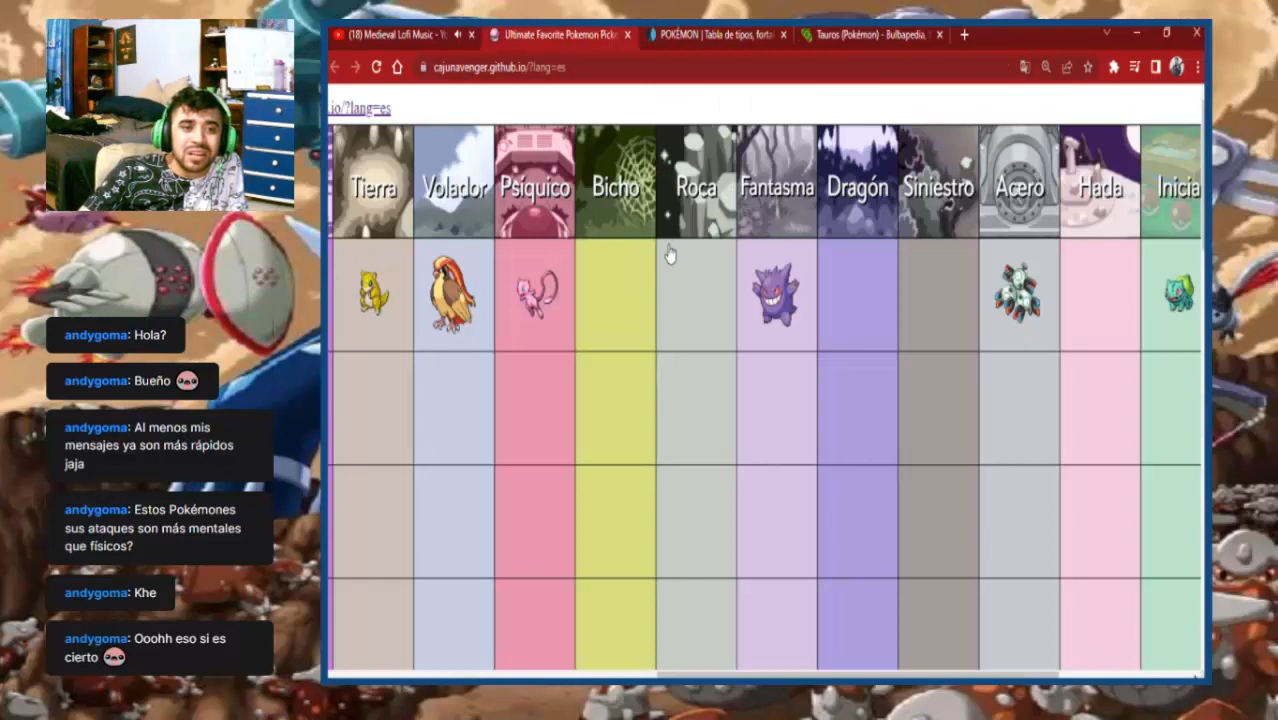 (18) Medieval Lofi Music - Yo
Ultimate Favorite Pokemon Picke
POKÉMON | Tabla de tipos, fortal
Tauros (Pokémon) - Bulbapedia,
cajunavenger.github.io/?lang=es
.io/?lang=es
Tierra
Volador
Psíquico
Bicho
Roca
Fantasma
Dragón
Siniestro
Acero
Hada
Inicia
andygoma: Hola?
andygoma: Bueño
andygoma: Al menos mis
mensajes ya son más rápidos
jaja
andygoma: Estos Pokémones
sus ataques son más mentales
que físicos?
andygoma: Khe
andygoma: Ooohh eso si es
cierto